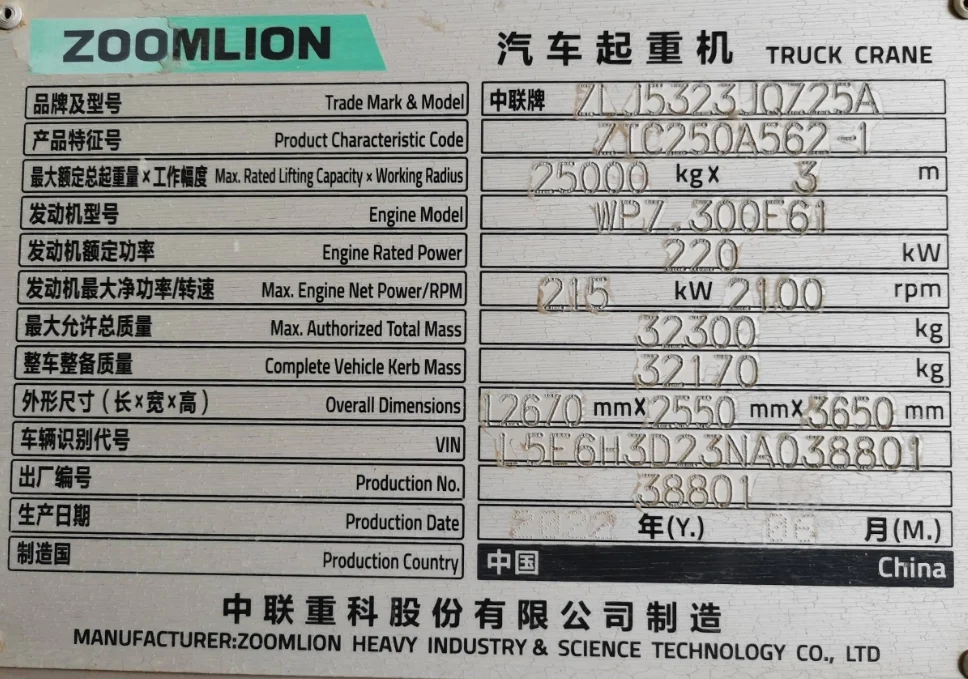 ZOOMLION 汽车起重机 TRUCK CRANE
品牌及型号 Trade Mark & Model 中联牌 ZLJ5323JQZ25A
产品特征号 Product Characteristic Code ZTC250A562-1
最大额定总起重量×工作幅度 Max. Rated Lifting Capacity × Working Radius 25000 kg× 3 m
发动机型号 Engine Model WP7.300E61
发动机额定功率 Engine Rated Power 220 kW
发动机最大净功率/转速 Max. Engine Net Power/RPM 215 kW 2100 rpm
最大允许总质量 Max. Authorized Total Mass 32300 kg
整车整备质量 Complete Vehicle Kerb Mass 32170 kg
外形尺寸（长×宽×高） Overall Dimensions 12670 mm× 2550 mm× 3650 mm
车辆识别代号 VIN L5E6H3D23NA038801
出厂编号 Production No. 38801
生产日期 Production Date 2022 年(Y.) 06 月(M.)
制造国 Production Country 中国 China
中联重科股份有限公司制造
MANUFACTURER:ZOOMLION HEAVY INDUSTRY & SCIENCE TECHNOLOGY CO., LTD